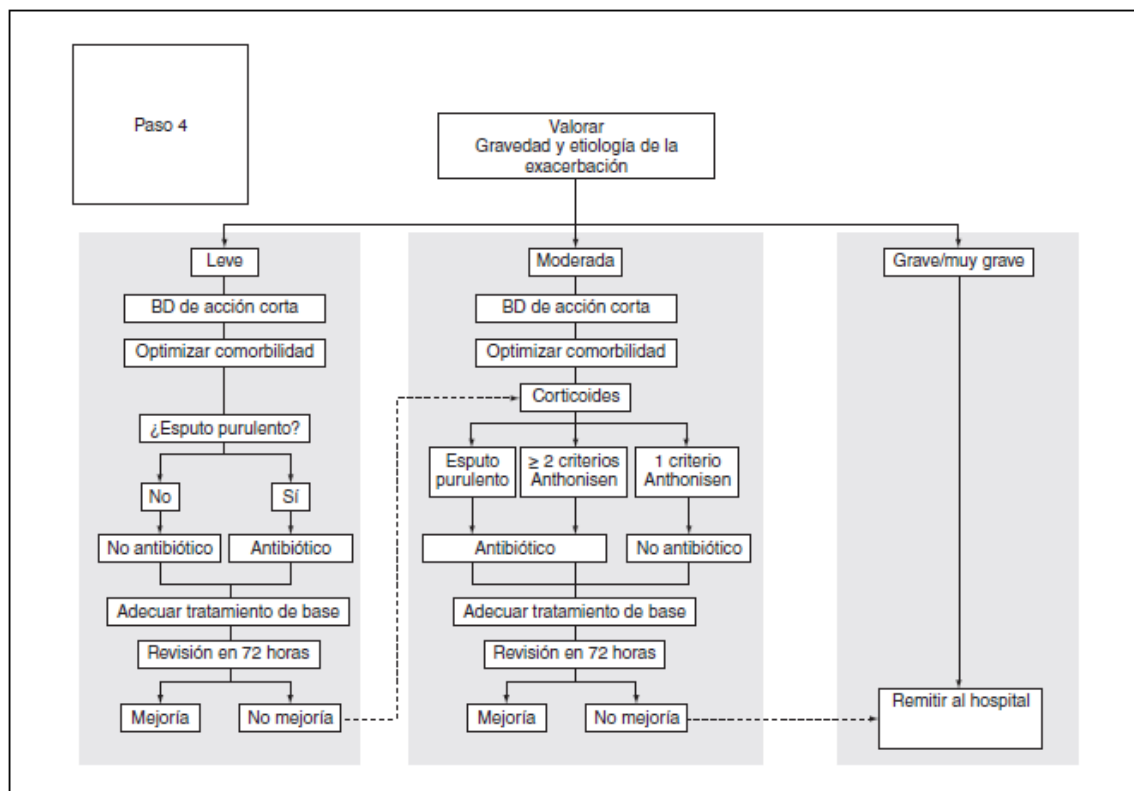 Paso 4
Valorar
Gravedad y etiología de la
exacerbación
Leve
BD de acción corta
Optimizar comorbilidad
¿Esputo purulento?
No
Sí
No antibiótico
Antibiótico
Adecuar tratamiento de base
Revisión en 72 horas
Mejoría
No mejoría
Moderada
BD de acción corta
Optimizar comorbilidad
Corticoides
Esputo
purulento
≥ 2 criterios
Anthonisen
1 criterio
Anthonisen
Antibiótico
No antibiótico
Adecuar tratamiento de base
Revisión en 72 horas
Mejoría
No mejoría
Grave/muy grave
Remitir al hospital